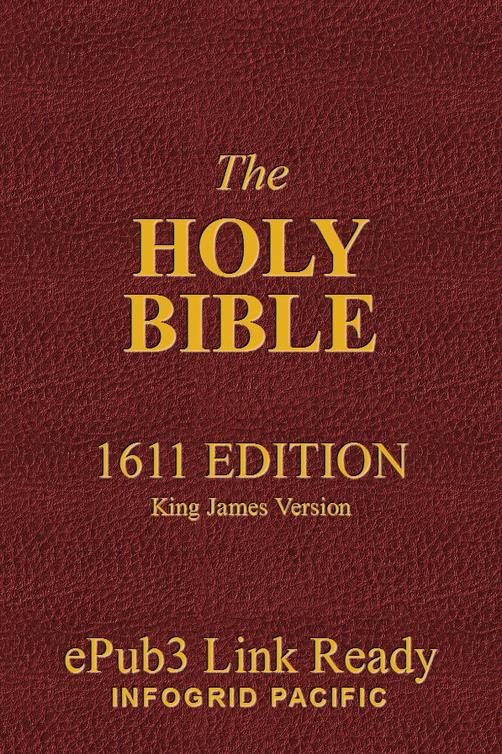 The
HOLY
BIBLE
1611 EDITION
King James Version
ePub3 Link Ready
INFOGRID PACIFIC